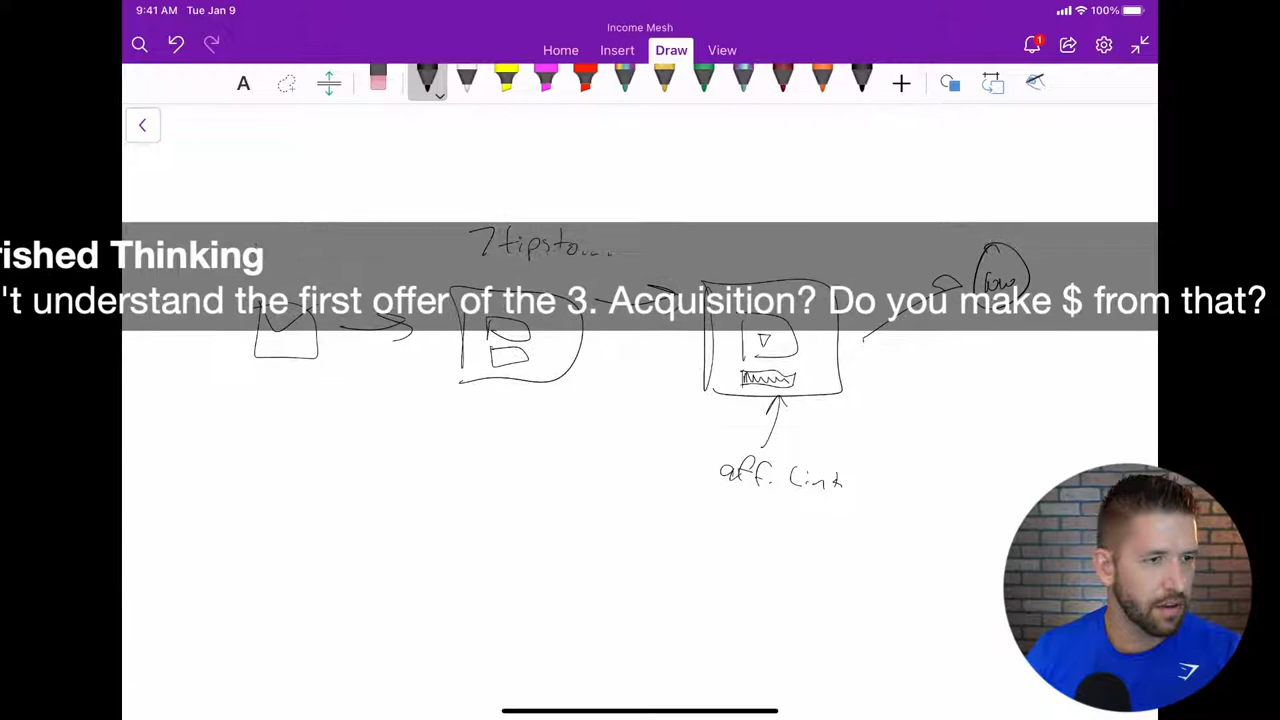 9:41 AM Tue Jan 9
100%
Income Mesh
Home Insert Draw View
1
A
7 tips to....
rished Thinking
't understand the first offer of the 3. Acquisition? Do you make $ from that?
aff. Link